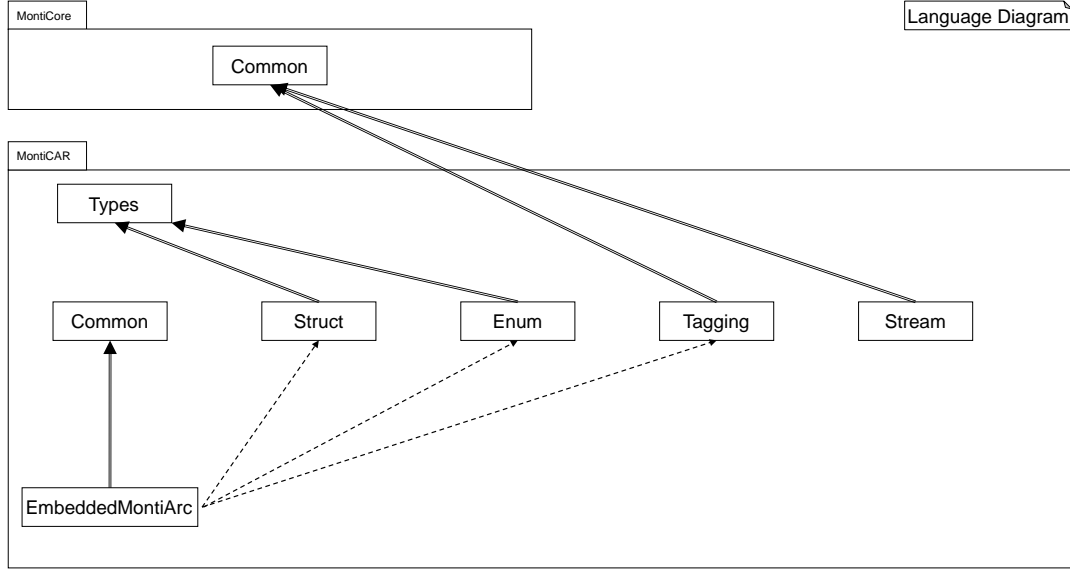 MontiCore
Language Diagram
Common
MontiCAR
Types
Common
Struct
Enum
Tagging
Stream
EmbeddedMontiArc